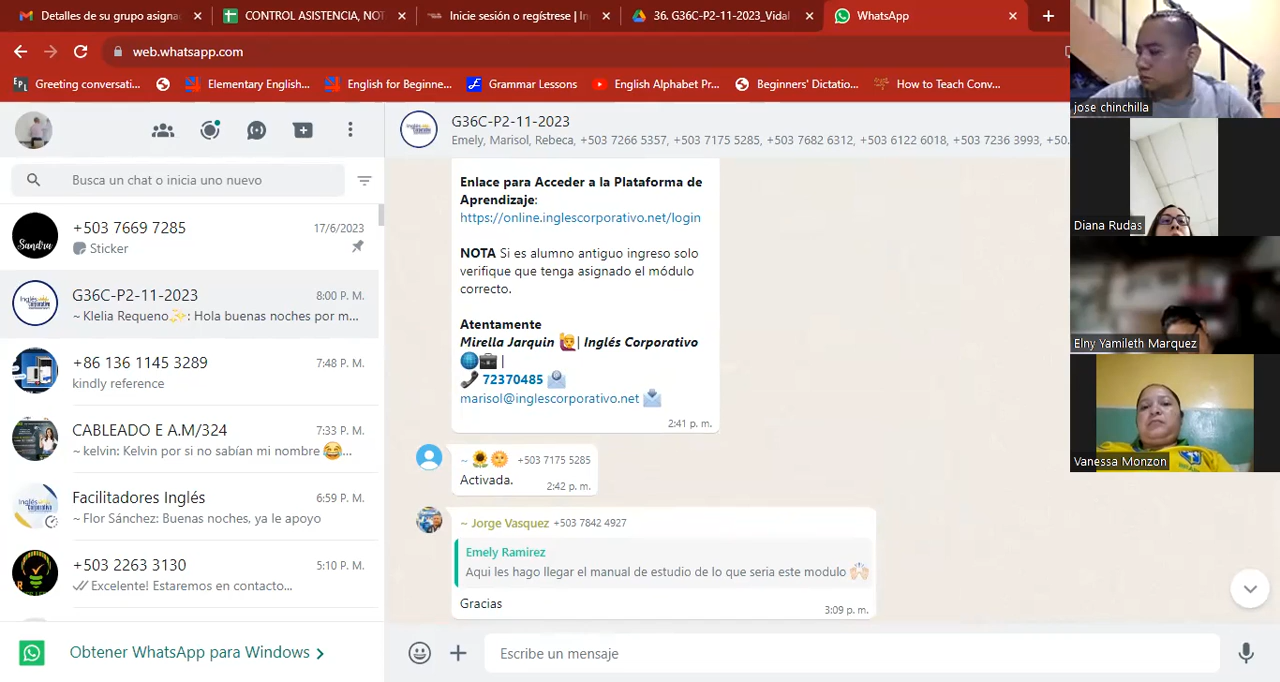 Detalles de su grupo asigna
CONTROL ASISTENCIA, NOT
Inicie sesión o regístrese | In
36. G36C-P2-11-2023_Vidal
WhatsApp
web.whatsapp.com
Greeting conversati...
Elementary English...
English for Beginne...
Grammar Lessons
English Alphabet Pr...
Beginners' Dictatio...
How to Teach Conv...
G36C-P2-11-2023
Emely, Marisol, Rebeca, +503 7266 5357, +503 7175 5285, +503 7682 6312, +503 6122 6018, +503 7236 3993, +50...
Busca un chat o inicia uno nuevo
Sandra
+503 7669 7285
17/6/2023
Sticker
G36C-P2-11-2023
8:00 P. M.
~ Klelia Requeno✨: Hola buenas noches por m...
+86 136 1145 3289
7:48 P. M.
kindly reference
CABLEADO E A.M/324
7:33 P. M.
~ kelvin: Kelvin por si no sabían mi nombre 😂...
Facilitadores Inglés
6:59 P. M.
~ Flor Sánchez: Buenas noches, ya le apoyo
+503 2263 3130
5:10 P. M.
Excelente! Estaremos en contacto...
Obtener WhatsApp para Windows
Enlace para Acceder a la Plataforma de
Aprendizaje:
https://online.inglescorporativo.net/login
NOTA Si es alumno antiguo ingreso solo
verifique que tenga asignado el módulo
correcto.
Atentamente
Mirella Jarquin 🙋| Inglés Corporativo
🌐💼 |
📞 72370485 📨
marisol@inglescorporativo.net 📩
2:41 p. m.
~ 🌻🌞 +503 7175 5285
Activada.
2:42 p. m.
~ Jorge Vasquez +503 7842 4927
Emely Ramirez
Aqui les hago llegar el manual de estudio de lo que seria este modulo 🙌🏻
Gracias
3:09 p. m.
Escribe un mensaje
jose chinchilla
Diana Rudas
Elny Yamileth Marquez
Vanessa Monzon